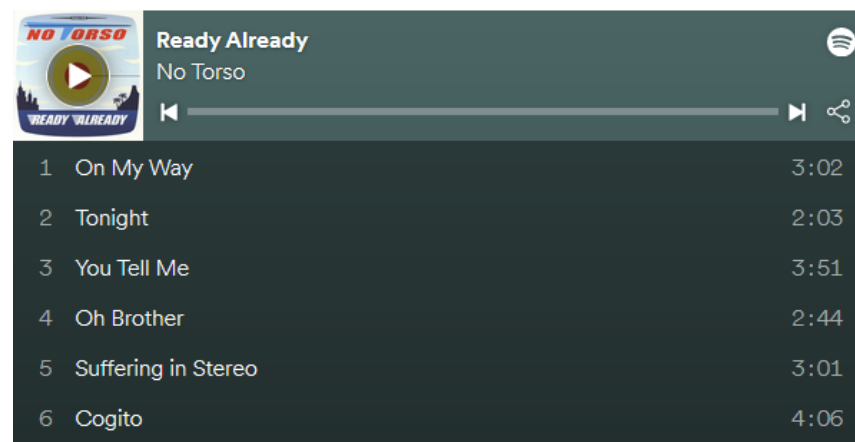 NO TORSO
READY ALREADY
Ready Already
No Torso
1 On My Way 3:02
2 Tonight 2:03
3 You Tell Me 3:51
4 Oh Brother 2:44
5 Suffering in Stereo 3:01
6 Cogito 4:06